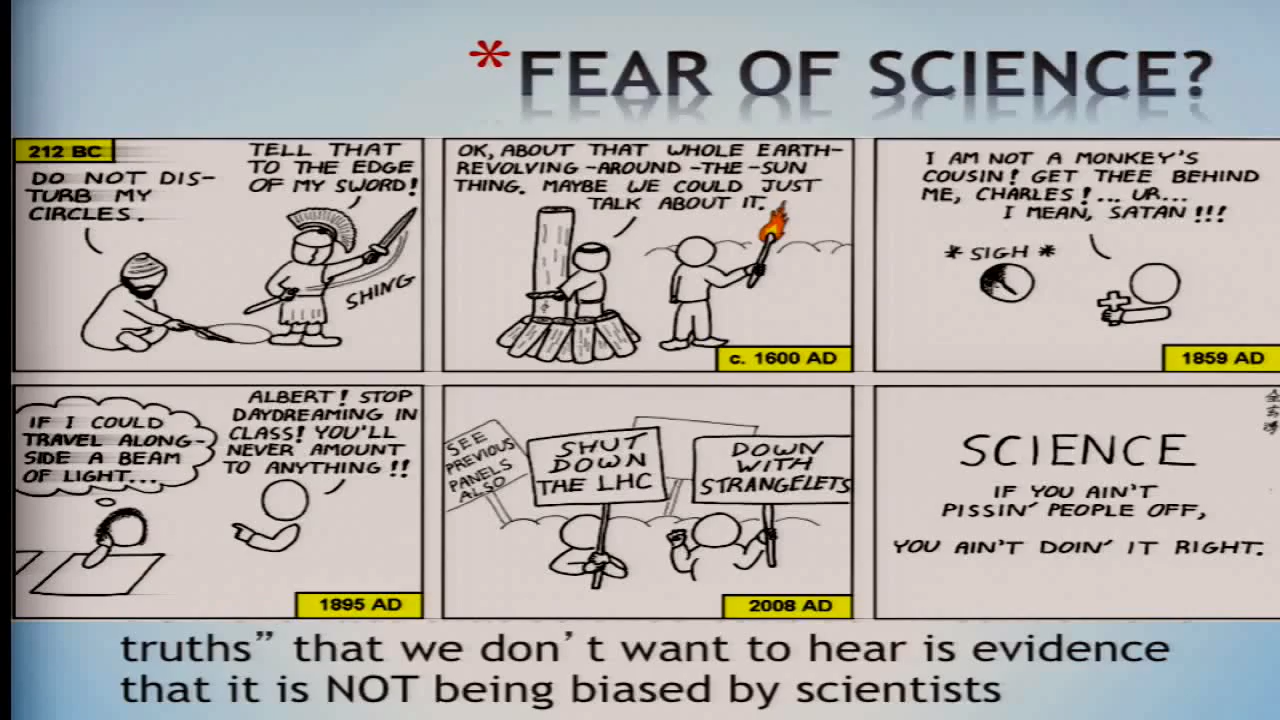 *FEAR OF SCIENCE?
212 BC
DO NOT DIS-
TURB MY
CIRCLES.
TELL THAT
TO THE EDGE
OF MY SWORD!
SHING
OK, ABOUT THAT WHOLE EARTH-
REVOLVING-AROUND-THE-SUN
THING. MAYBE WE COULD JUST
TALK ABOUT IT.
c. 1600 AD
I AM NOT A MONKEY'S
COUSIN! GET THEE BEHIND
ME, CHARLES!... UR...
I MEAN, SATAN!!!
*SIGH*
1859 AD
IF I COULD
TRAVEL ALONG-
SIDE A BEAM
OF LIGHT...
ALBERT! STOP
DAYDREAMING IN
CLASS! YOU'LL
NEVER AMOUNT
TO ANYTHING!!
1895 AD
SEE
PREVIOUS
PANELS
ALSO
SHUT
DOWN
THE LHC
DOWN
WITH
STRANGELETS
2008 AD
SCIENCE
IF YOU AIN'T
PISSIN' PEOPLE OFF,
YOU AIN'T DOIN' IT RIGHT.
truths” that we don’t want to hear is evidence
that it is NOT being biased by scientists